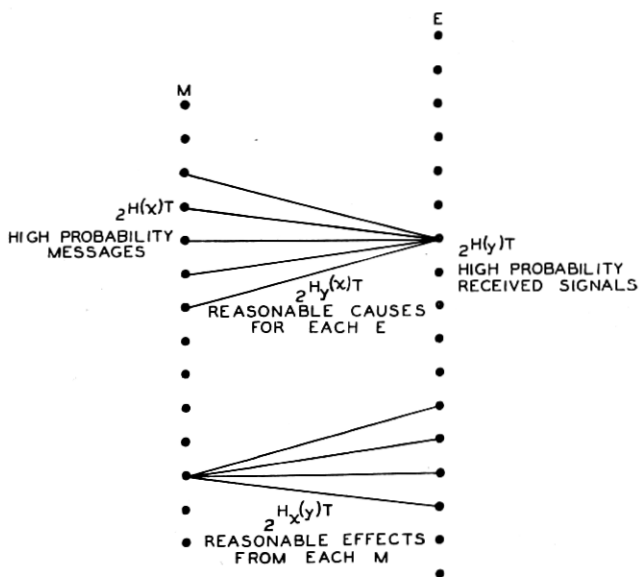 E
M
2H(x)T
HIGH PROBABILITY
MESSAGES
2H(y)T
HIGH PROBABILITY
RECEIVED SIGNALS
2Hy(x)T
REASONABLE CAUSES
FOR EACH E
2Hx(y)T
REASONABLE EFFECTS
FROM EACH M